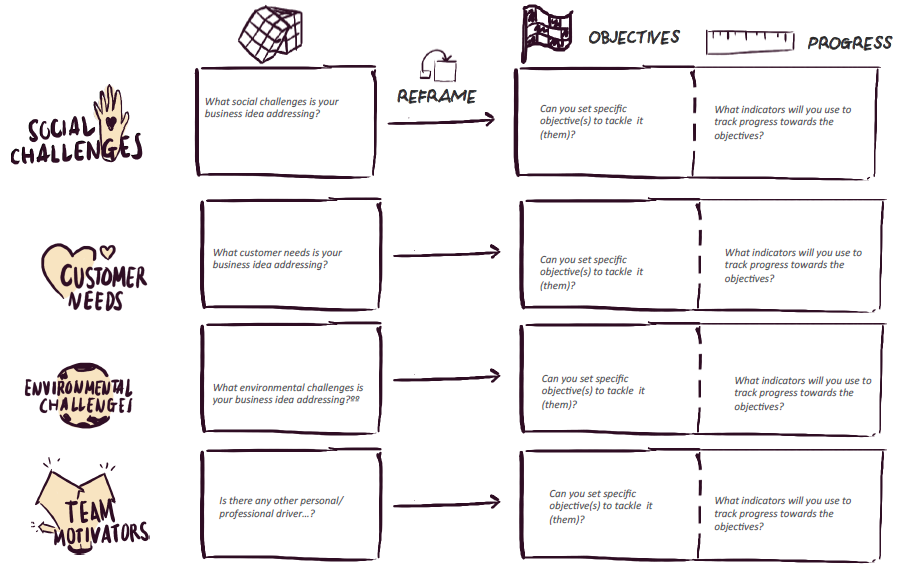 OBJECTIVES
PROGRESS
REFRAME
SOCIAL
CHALLENGES
What social challenges is your
business idea addressing?
Can you set specific
objective(s) to tackle it
(them)?
What indicators will you use to
track progress towards the
objectives?
CUSTOMER
NEEDS
What customer needs is your
business idea addressing?
Can you set specific
objective(s) to tackle it
(them)?
What indicators will you use to
track progress towards the
objectives?
ENVIRONMENTAL
CHALLENGES
What environmental challenges is
your business idea addressing?ºº
Can you set specific
objective(s) to tackle it
(them)?
What indicators will you use to
track progress towards the
objectives?
TEAM
MOTIVATORS
Is there any other personal/
professional driver...?
Can you set specific
objective(s) to tackle it
(them)?
What indicators will you use to
track progress towards the
objectives?